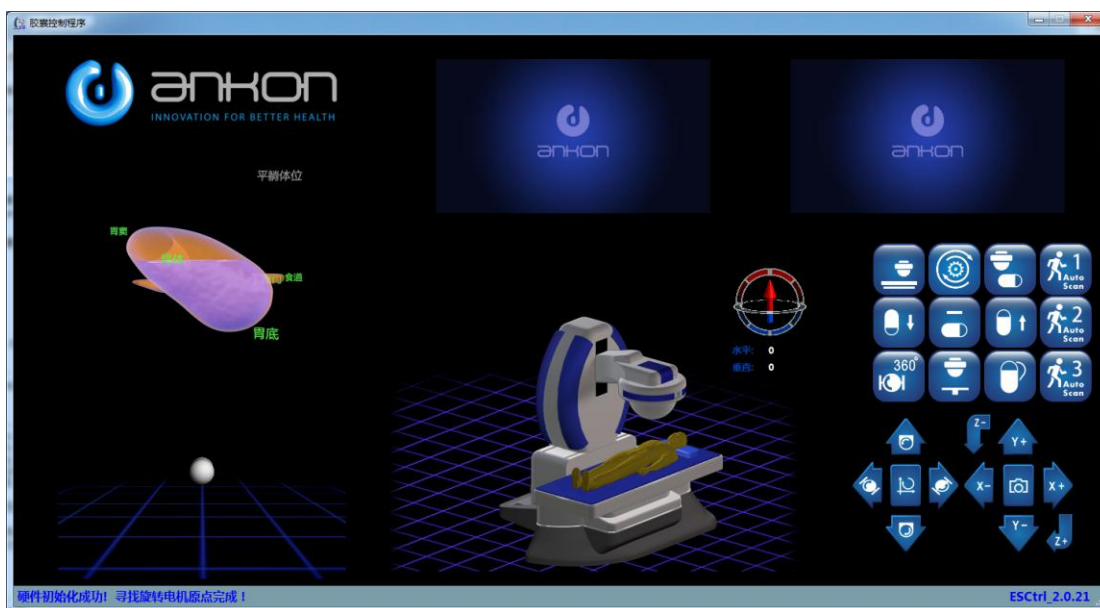 胶囊控制程序
ankon
INNOVATION FOR BETTER HEALTH
ankon
ankon
平躺体位
胃窦
胃体
食道
胃底
水平: 0
垂直: 0
1
Auto
Scan
2
Auto
Scan
360°
3
Auto
Scan
Z-
Y+
X-
X+
Y-
Z+
硬件初始化成功! 寻找旋转电机原点完成!
ESCtrl_2.0.21